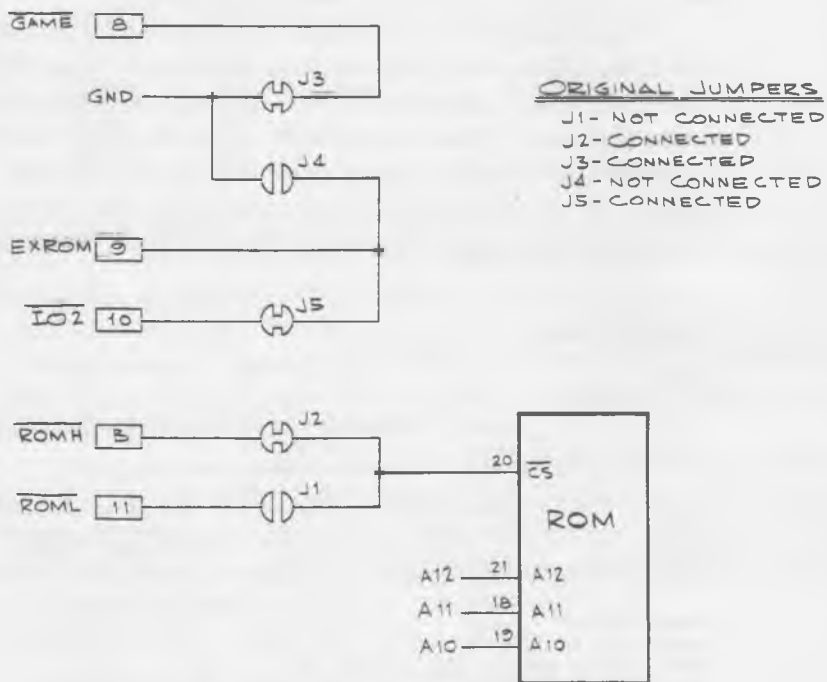 GAME 8
GND
J3
J4
EXROM 9
IO2 10
J5
ORIGINAL JUMPERS
J1- NOT CONNECTED
J2- CONNECTED
J3- CONNECTED
J4- NOT CONNECTED
J5- CONNECTED
ROMH B
J2
ROML 11
J1
20 CS
ROM
A12 21 A12
A11 18 A11
A10 19 A10